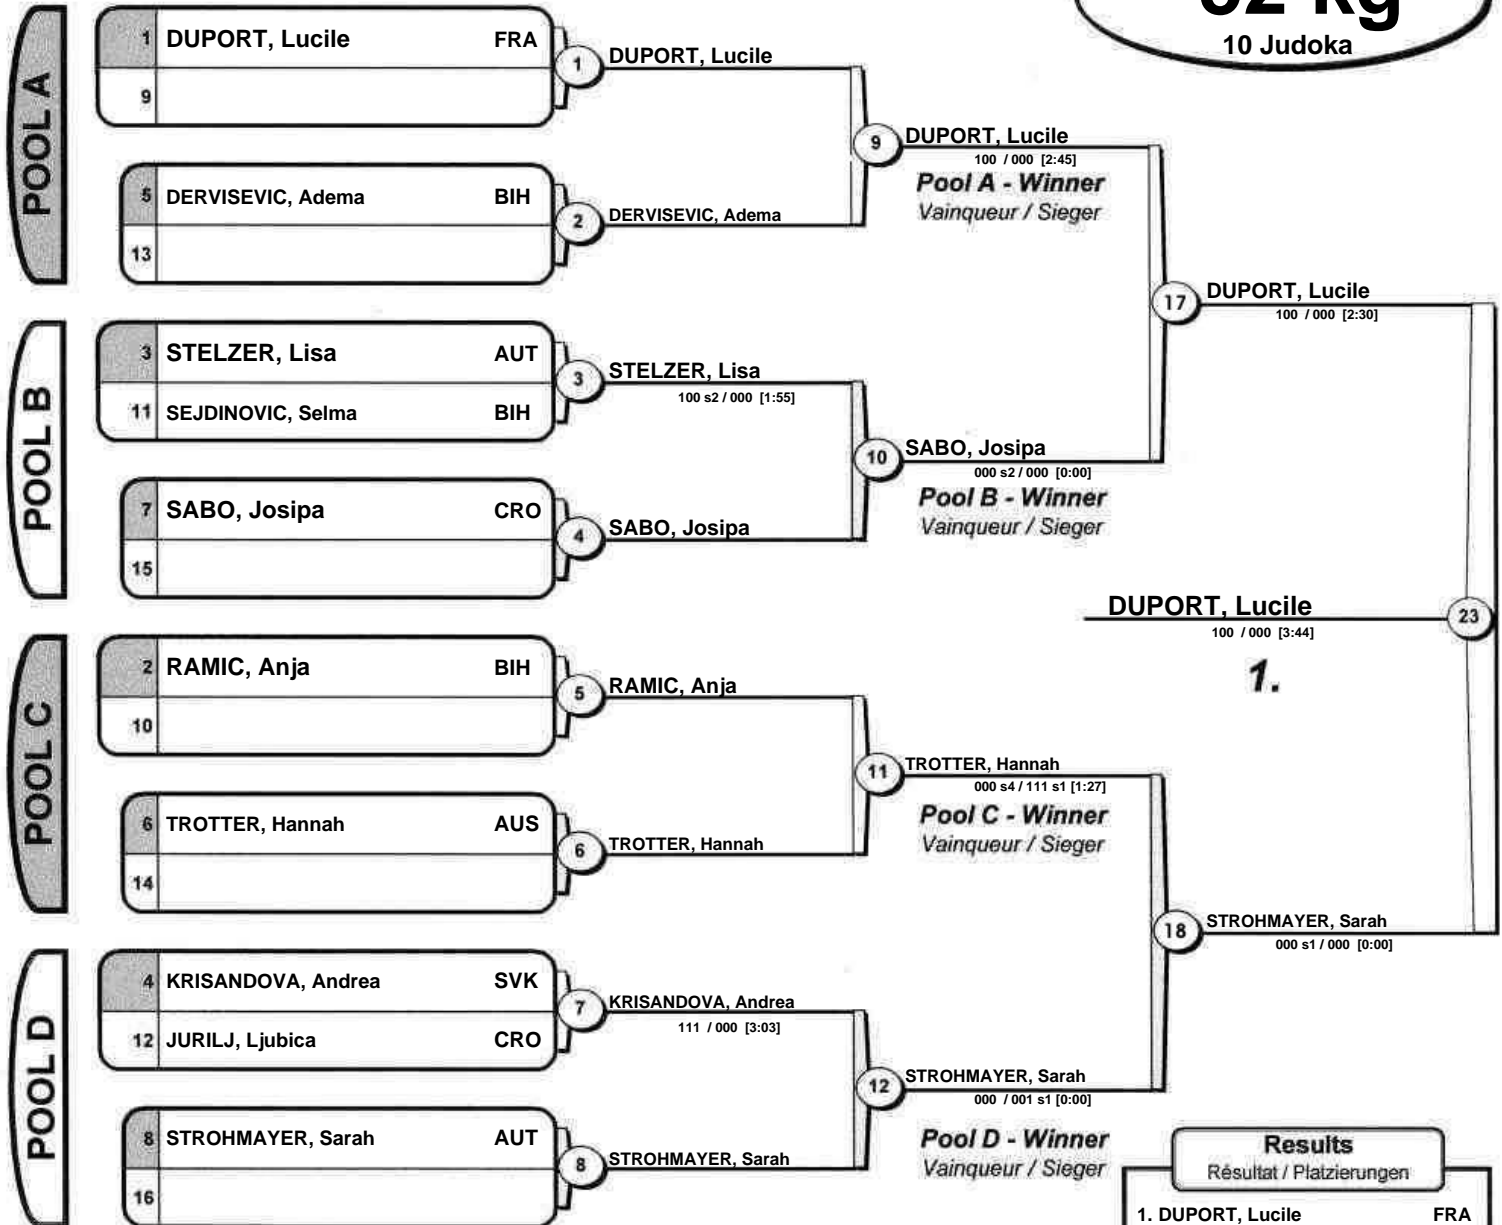 52 kg
10 Judoka
POOL A
1 DUPORT, Lucile FRA
9
1 DUPORT, Lucile
5 DERVISEVIC, Adema BIH
13
2 DERVISEVIC, Adema
9 DUPORT, Lucile
100 / 000 [2:45]
Pool A - Winner
Vainqueur / Sieger
POOL B
3 STELZER, Lisa AUT
11 SEJDINOVIC, Selma BIH
3 STELZER, Lisa
100 s2 / 000 [1:55]
7 SABO, Josipa CRO
15
4 SABO, Josipa
10 SABO, Josipa
000 s2 / 000 [0:00]
Pool B - Winner
Vainqueur / Sieger
17 DUPORT, Lucile
100 / 000 [2:30]
DUPORT, Lucile 23
100 / 000 [3:44]
1.
POOL C
2 RAMIC, Anja BIH
10
5 RAMIC, Anja
6 TROTTER, Hannah AUS
14
6 TROTTER, Hannah
11 TROTTER, Hannah
000 s4 / 111 s1 [1:27]
Pool C - Winner
Vainqueur / Sieger
18 STROHMAYER, Sarah
000 s1 / 000 [0:00]
POOL D
4 KRISANDOVA, Andrea SVK
12 JURILJ, Ljubica CRO
7 KRISANDOVA, Andrea
111 / 000 [3:03]
8 STROHMAYER, Sarah AUT
16
8 STROHMAYER, Sarah
12 STROHMAYER, Sarah
000 / 001 s1 [0:00]
Pool D - Winner
Vainqueur / Sieger
Results
Résultat / Platzierungen
1. DUPORT, Lucile FRA